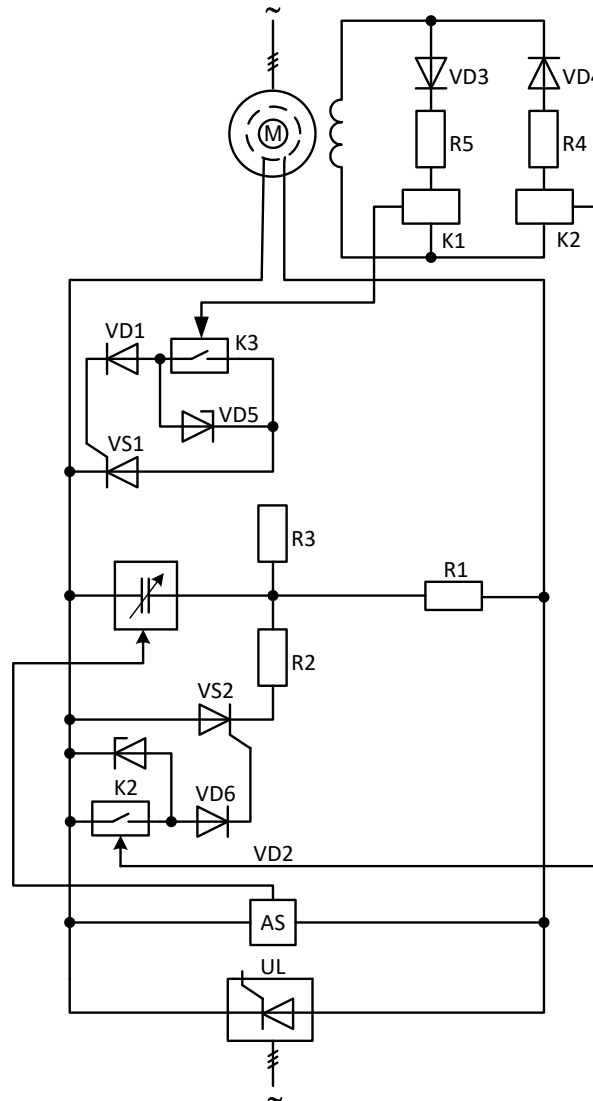 ~
M
VD3
VD4
R5
R4
K1
K2
VD1
K3
VD5
VS1
R3
R1
R2
VS2
K2
VD6
VD2
AS
UL
~